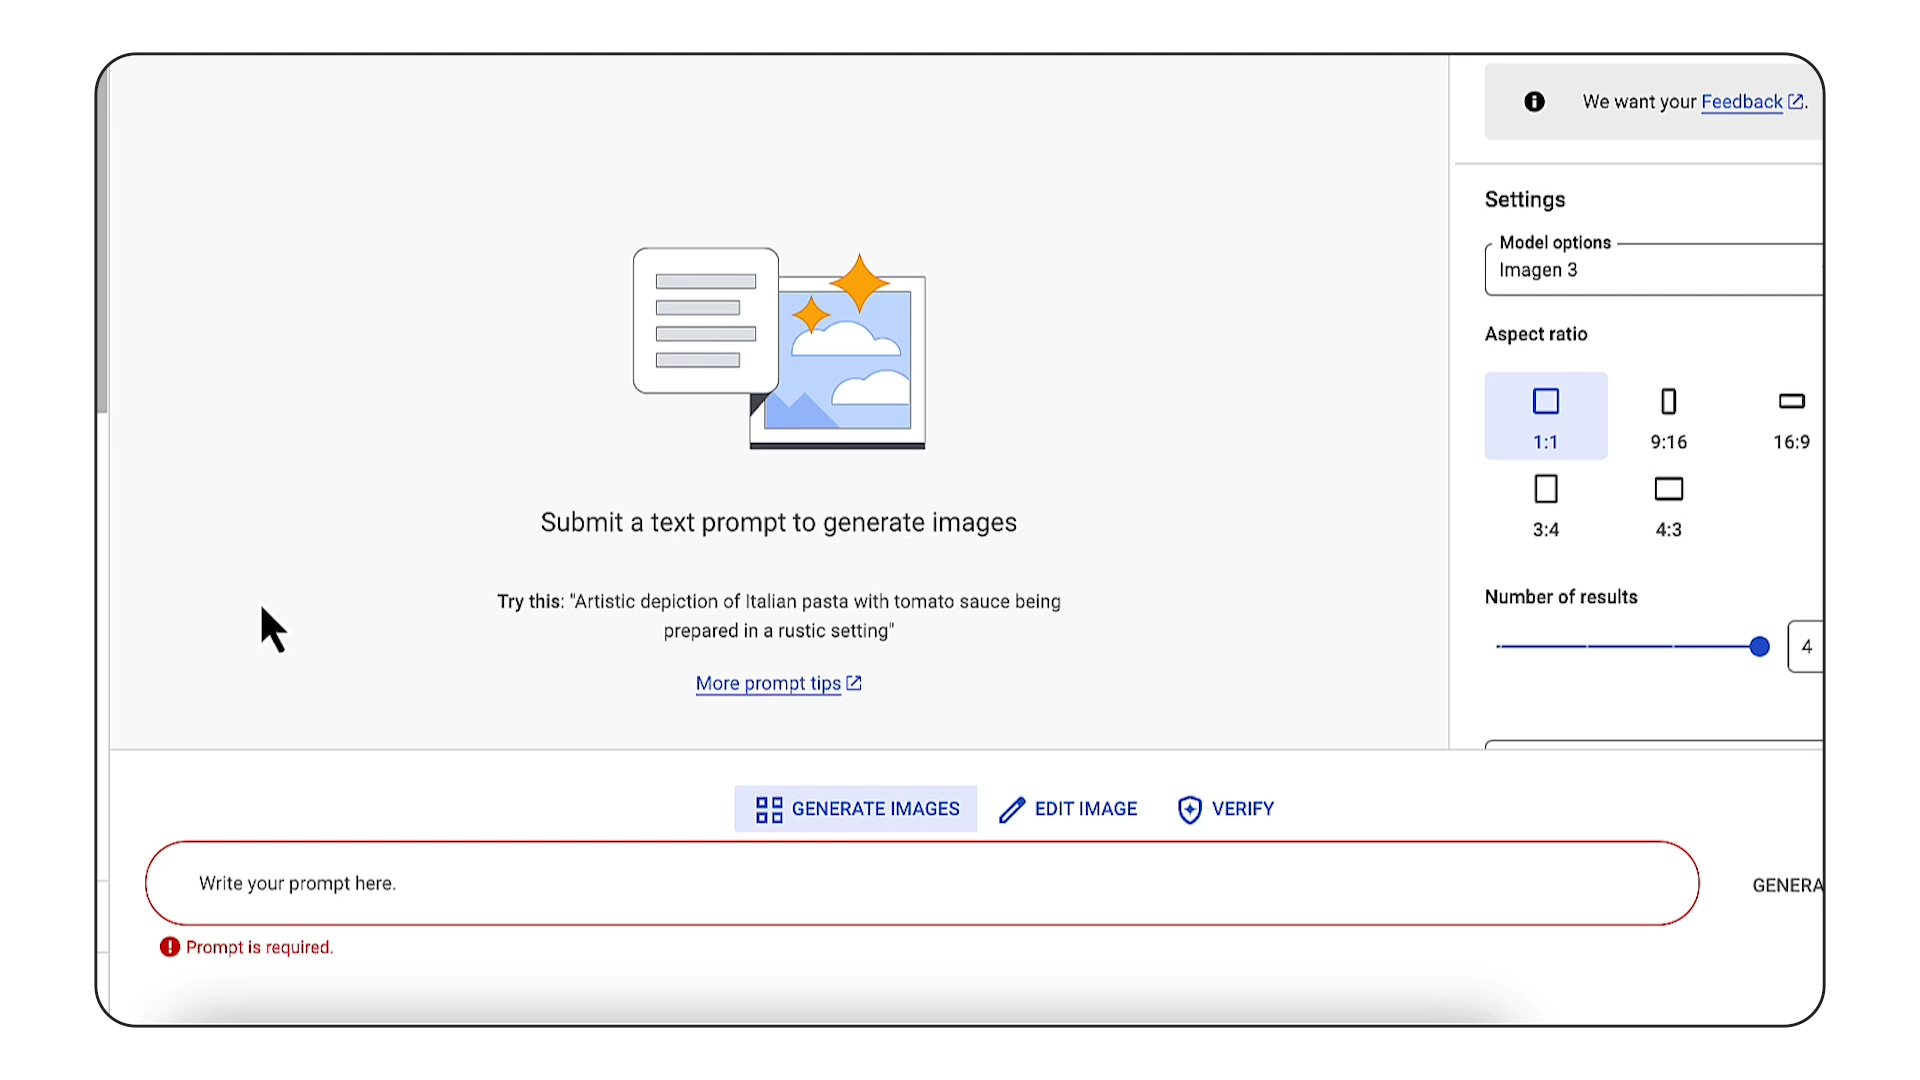 We want your Feedback.
Settings
Model options
Imagen 3
Aspect ratio
1:1
9:16
16:9
3:4
4:3
Number of results
4
Submit a text prompt to generate images
Try this: "Artistic depiction of Italian pasta with tomato sauce being
prepared in a rustic setting"
More prompt tips
GENERATE IMAGES
EDIT IMAGE
VERIFY
Write your prompt here.
GENERA
Prompt is required.